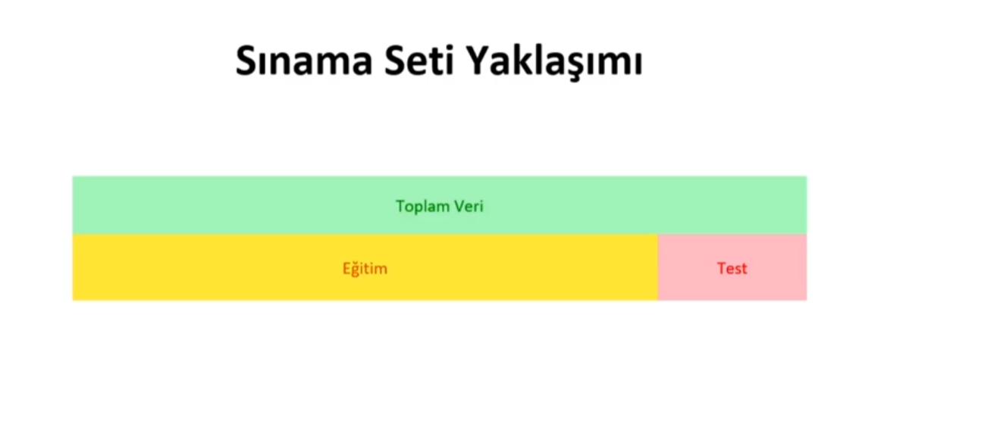 Sınama Seti Yaklaşımı
Toplam Veri
Eğitim
Test